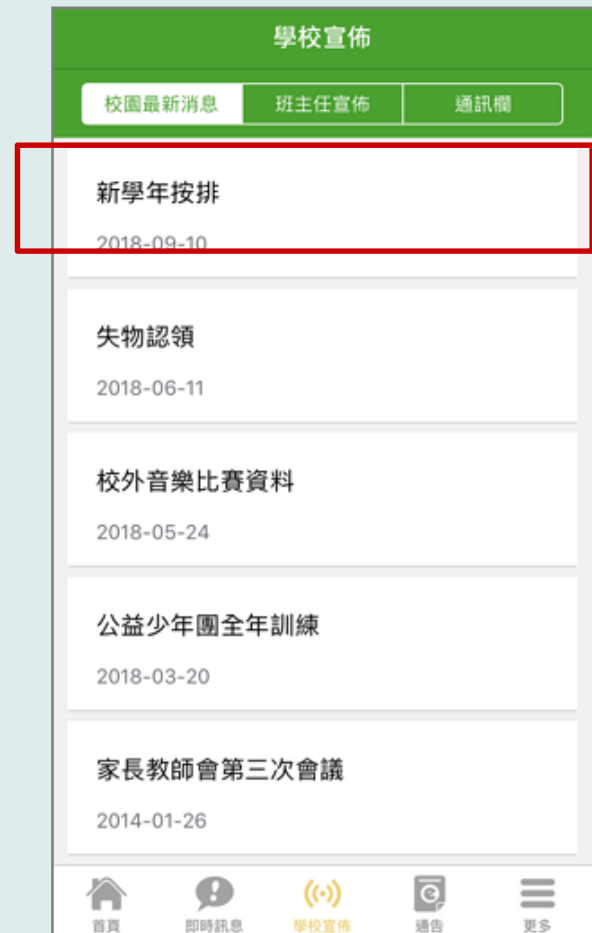 學校宣佈
校園最新消息 班主任宣佈 通訊欄
新學年按排
2018-09-10
失物認領
2018-06-11
校外音樂比賽資料
2018-05-24
公益少年團全年訓練
2018-03-20
家長教師會第三次會議
2014-01-26
首頁 即時訊息 學校宣佈 通告 更多